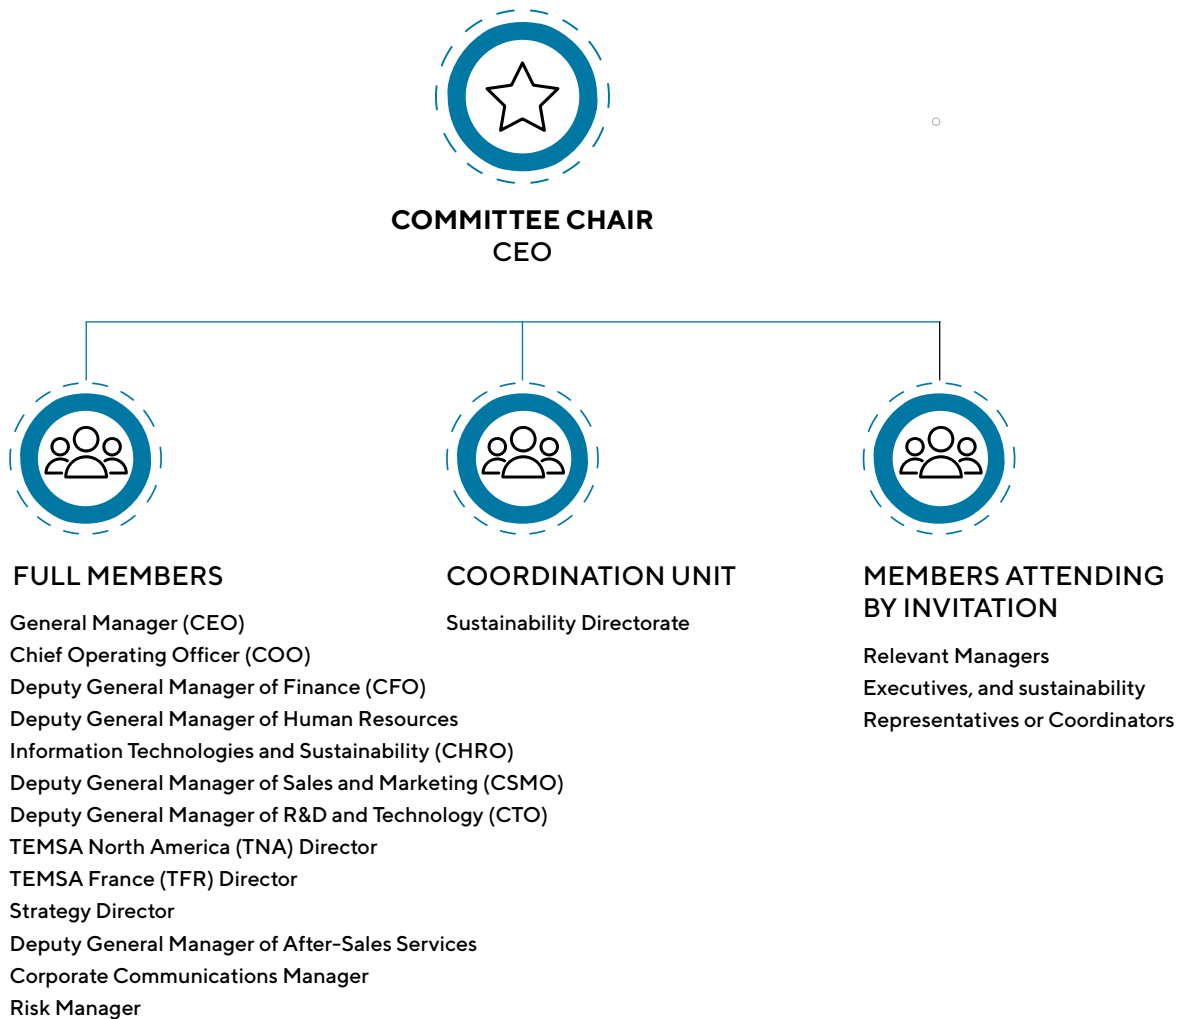 COMMITTEE CHAIR
CEO
FULL MEMBERS
General Manager (CEO)
Chief Operating Officer (COO)
Deputy General Manager of Finance (CFO)
Deputy General Manager of Human Resources
Information Technologies and Sustainability (CHRO)
Deputy General Manager of Sales and Marketing (CSMO)
Deputy General Manager of R&D and Technology (CTO)
TEMSA North America (TNA) Director
TEMSA France (TFR) Director
Strategy Director
Deputy General Manager of After-Sales Services
Corporate Communications Manager
Risk Manager
COORDINATION UNIT
Sustainability Directorate
MEMBERS ATTENDING
BY INVITATION
Relevant Managers
Executives, and sustainability
Representatives or Coordinators